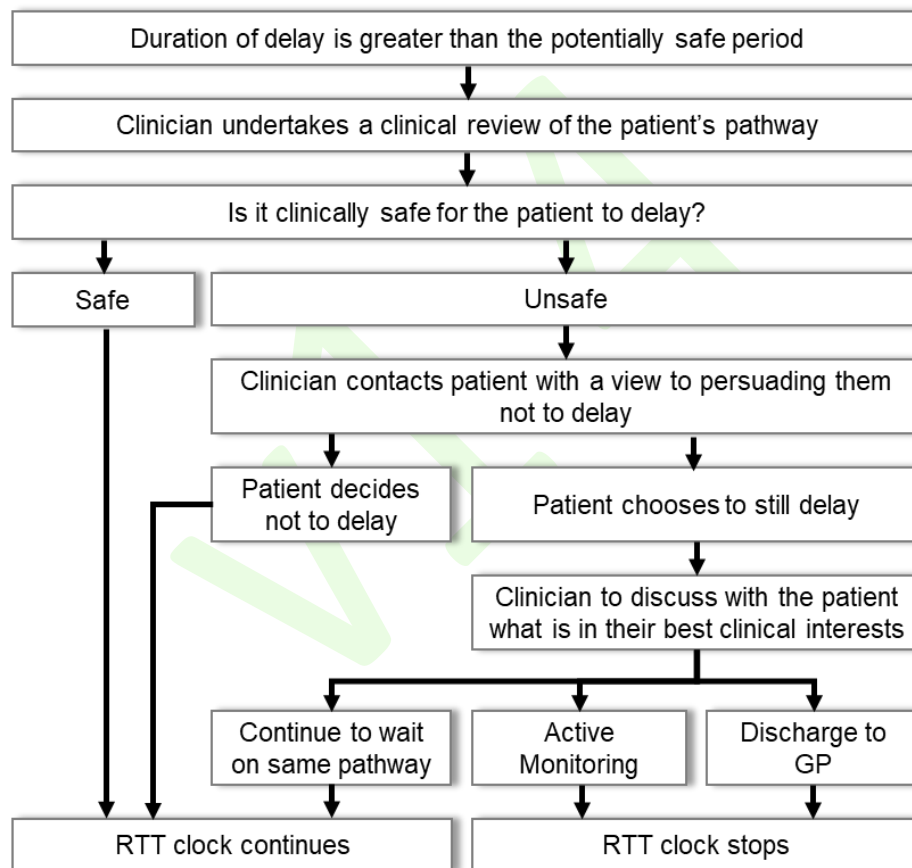 Duration of delay is greater than the potentially safe period
Clinician undertakes a clinical review of the patient's pathway
Is it clinically safe for the patient to delay?
Safe
Unsafe
Clinician contacts patient with a view to persuading them
not to delay
Patient decides
not to delay
Patient chooses to still delay
Clinician to discuss with the patient
what is in their best clinical interests
Continue to wait
on same pathway
Active
Monitoring
Discharge to
GP
RTT clock continues
RTT clock stops